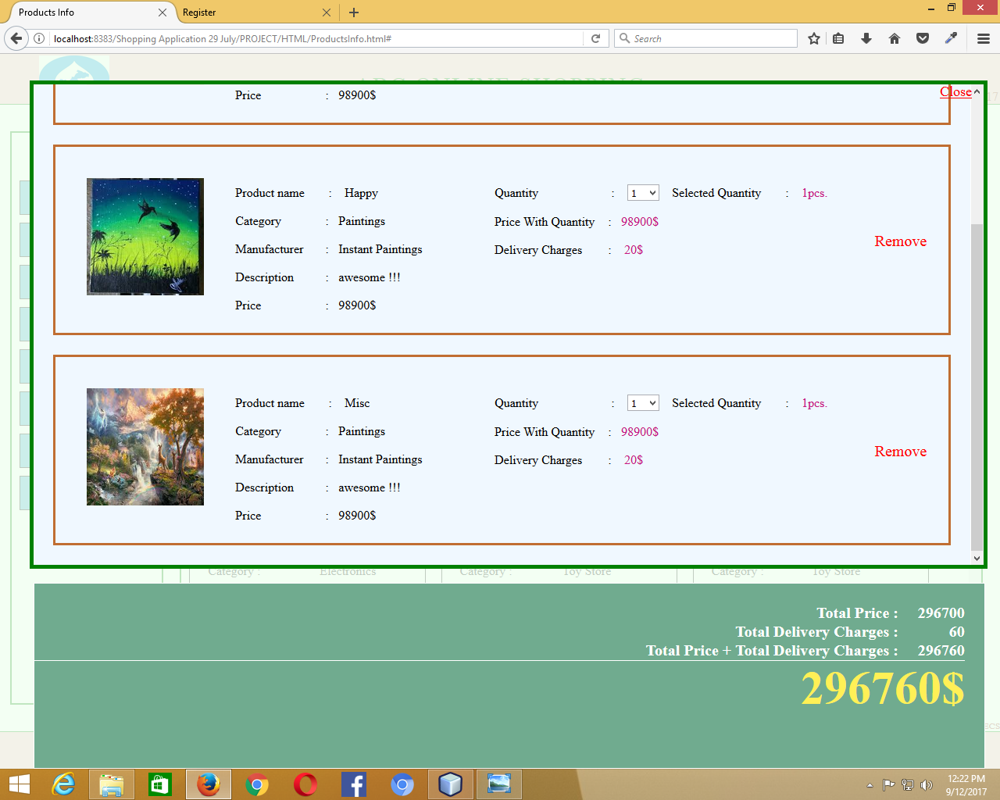 Products Info
Register
localhost:8383/Shopping Application 29 July/PROJECT/HTML/ProductsInfo.html#
Search
ABC ONLINE SHOPPING
Close
17
Price : 98900$
Product name : Happy
Quantity : 1 Selected Quantity : 1pcs.
Category : Paintings
Price With Quantity : 98900$
Manufacturer : Instant Paintings
Delivery Charges : 20$
Remove
Description : awesome !!!
Price : 98900$
Product name : Misc
Quantity : 1 Selected Quantity : 1pcs.
Category : Paintings
Price With Quantity : 98900$
Manufacturer : Instant Paintings
Delivery Charges : 20$
Remove
Description : awesome !!!
Price : 98900$
Category : Electronics
Category : Toy Store
Category : Toy Store
Total Price : 296700
Total Delivery Charges : 60
Total Price + Total Delivery Charges : 296760
296760$
12:22 PM
9/12/2017